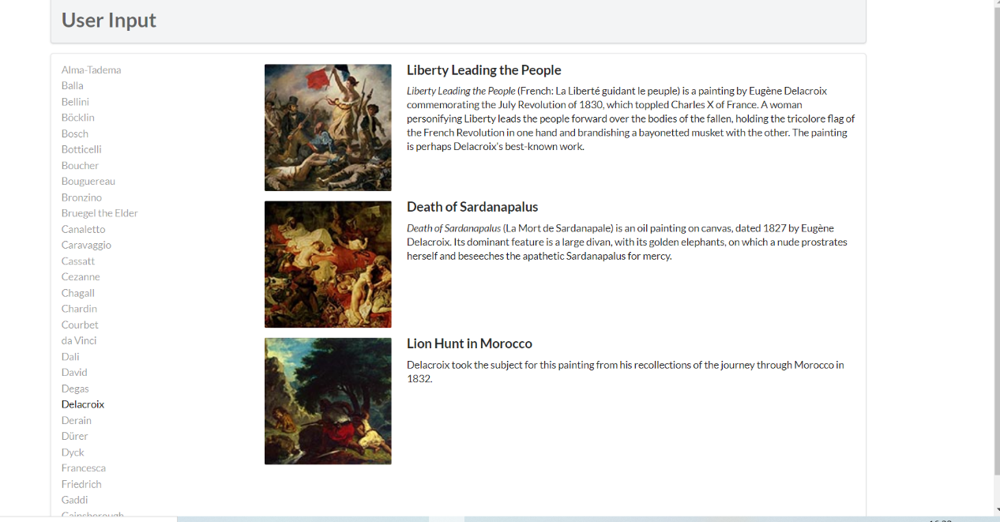 User Input
Alma-Tadema
Balla
Bellini
Böcklin
Bosch
Botticelli
Boucher
Bouguereau
Bronzino
Bruegel the Elder
Canaletto
Caravaggio
Cassatt
Cezanne
Chagall
Chardin
Courbet
da Vinci
Dali
David
Degas
Delacroix
Derain
Dürer
Dyck
Francesca
Friedrich
Gaddi
Gainsborough
Liberty Leading the People
Liberty Leading the People (French: La Liberté guidant le peuple) is a painting by Eugène Delacroix
commemorating the July Revolution of 1830, which toppled Charles X of France. A woman
personifying Liberty leads the people forward over the bodies of the fallen, holding the tricolore flag of
the French Revolution in one hand and brandishing a bayonetted musket with the other. The painting
is perhaps Delacroix's best-known work.
Death of Sardanapalus
Death of Sardanapalus (La Mort de Sardanapale) is an oil painting on canvas, dated 1827 by Eugène
Delacroix. Its dominant feature is a large divan, with its golden elephants, on which a nude prostrates
herself and beseeches the apathetic Sardanapalus for mercy.
Lion Hunt in Morocco
Delacroix took the subject for this painting from his recollections of the journey through Morocco in
1832.